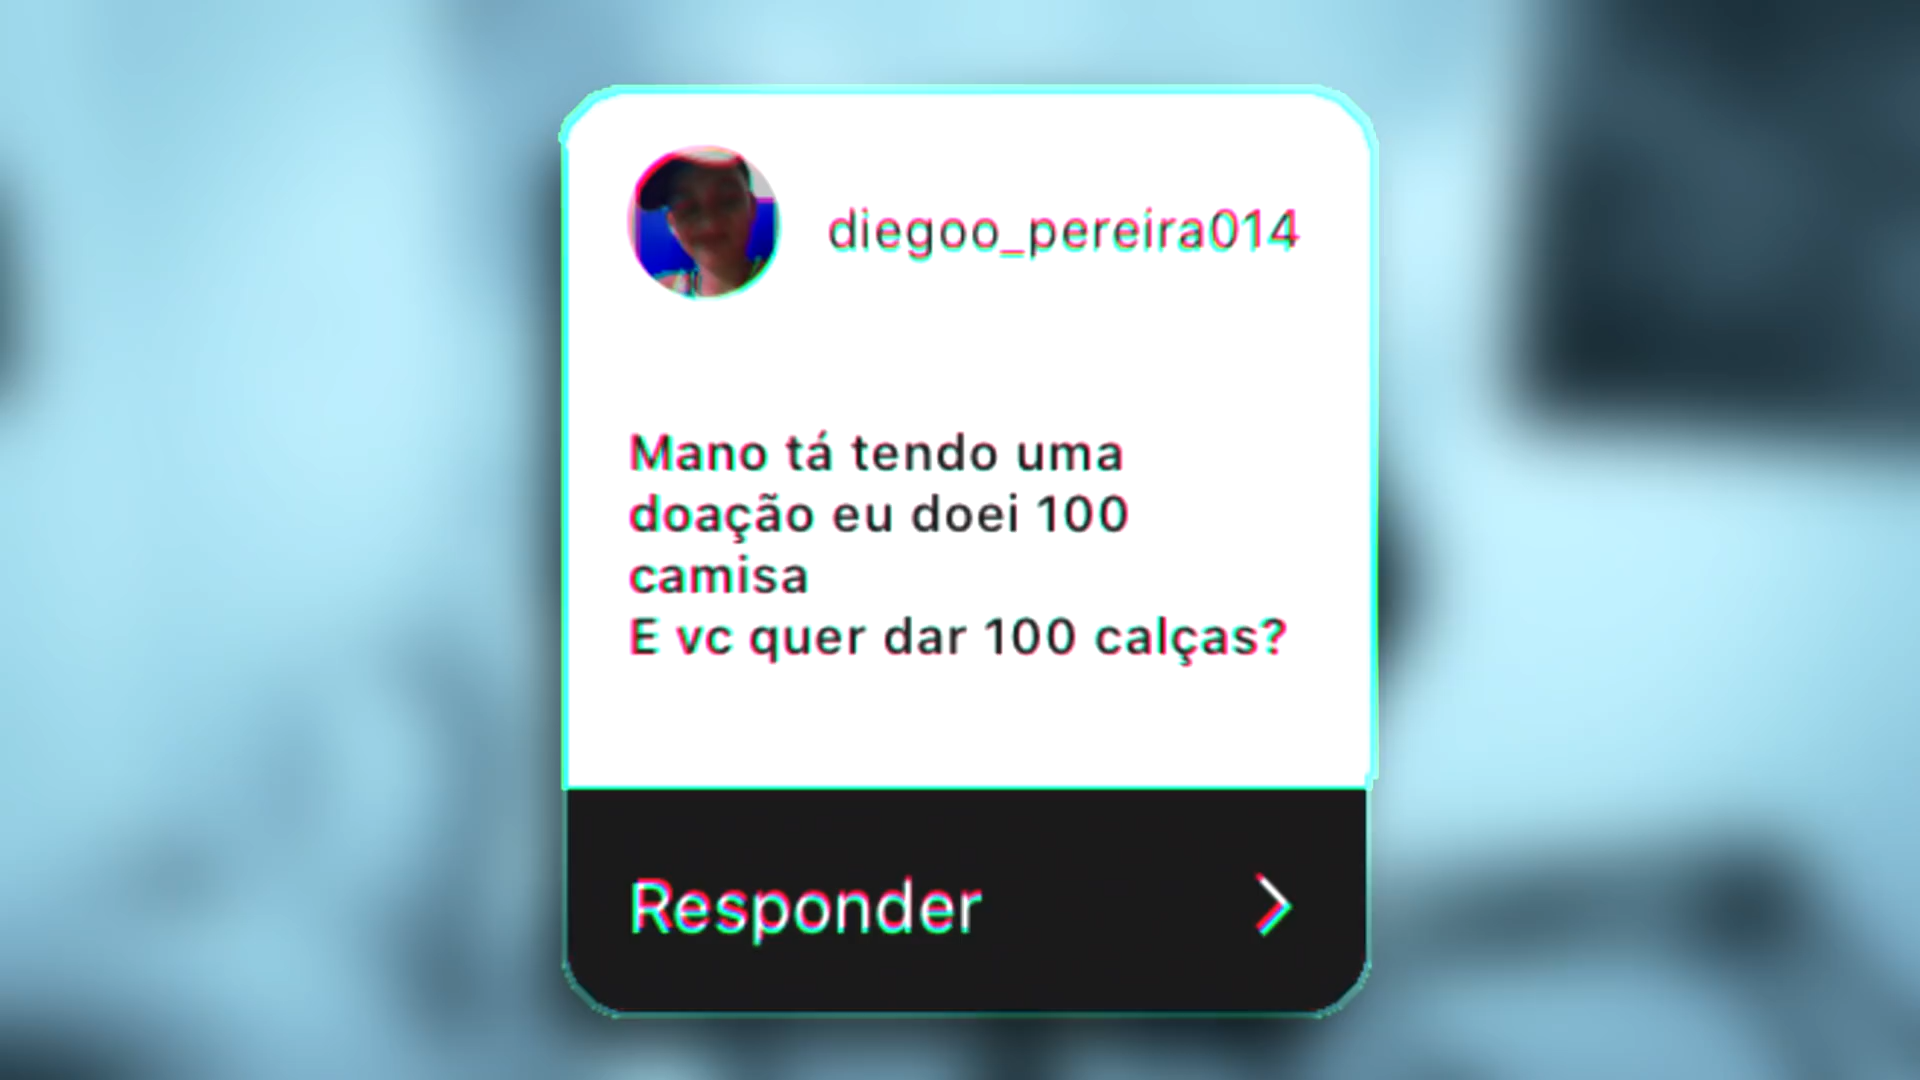 diegoo_pereira014
Mano tá tendo uma
doação eu doei 100
camisa
E vc quer dar 100 calças?
Responder